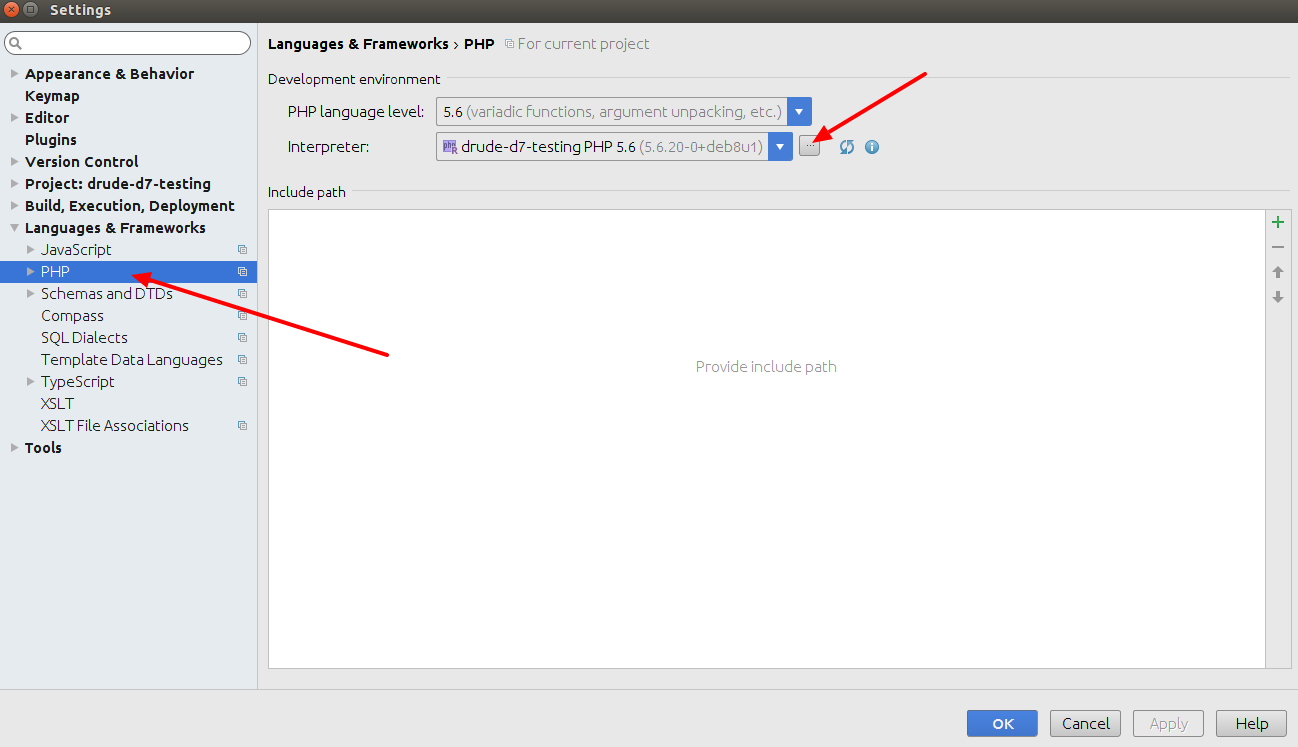 Settings
Appearance & Behavior
Keymap
Editor
Plugins
Version Control
Project: drude-d7-testing
Build, Execution, Deployment
Languages & Frameworks
JavaScript
PHP
Schemas and DTDs
Compass
SQL Dialects
Template Data Languages
TypeScript
XSLT
XSLT File Associations
Tools
Languages & Frameworks › PHP For current project
Development environment
PHP language level: 5.6 (variadic functions, argument unpacking, etc.)
Interpreter: drude-d7-testing PHP 5.6 (5.6.20-0+deb8u1) ...
Include path
Provide include path
OK Cancel Apply Help